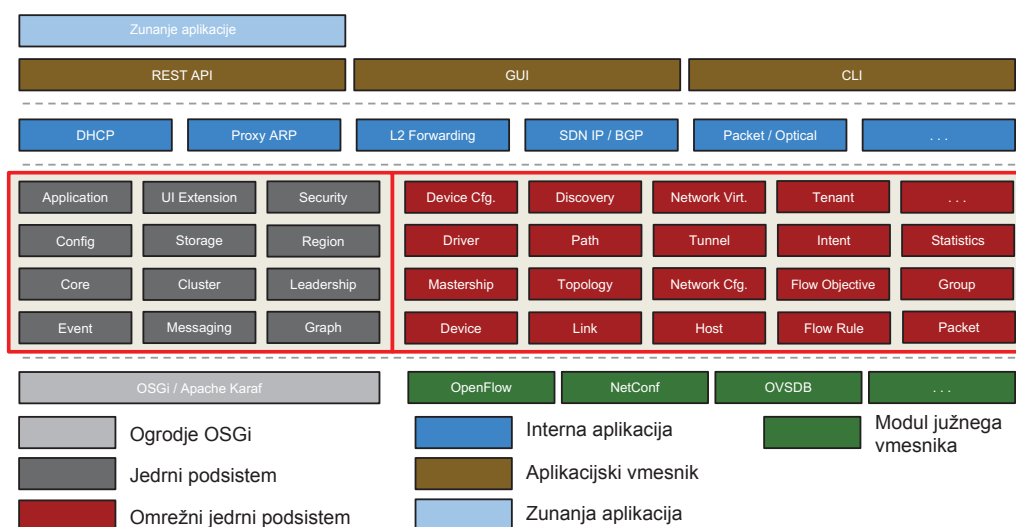 Zunanje aplikacije
REST API GUI CLI
DHCP Proxy ARP L2 Forwarding SDN IP / BGP Packet / Optical . . .
Application UI Extension Security Device Cfg. Discovery Network Virt. Tenant . . .
Config Storage Region Driver Path Tunnel Intent Statistics
Core Cluster Leadership Mastership Topology Network Cfg. Flow Objective Group
Event Messaging Graph Device Link Host Flow Rule Packet
OSGi / Apache Karaf OpenFlow NetConf OVSDB . . .
Ogrodje OSGi
Jedrni podsistem
Omrežni jedrni podsistem
Interna aplikacija
Aplikacijski vmesnik
Zunanja aplikacija
Modul južnega
vmesnika